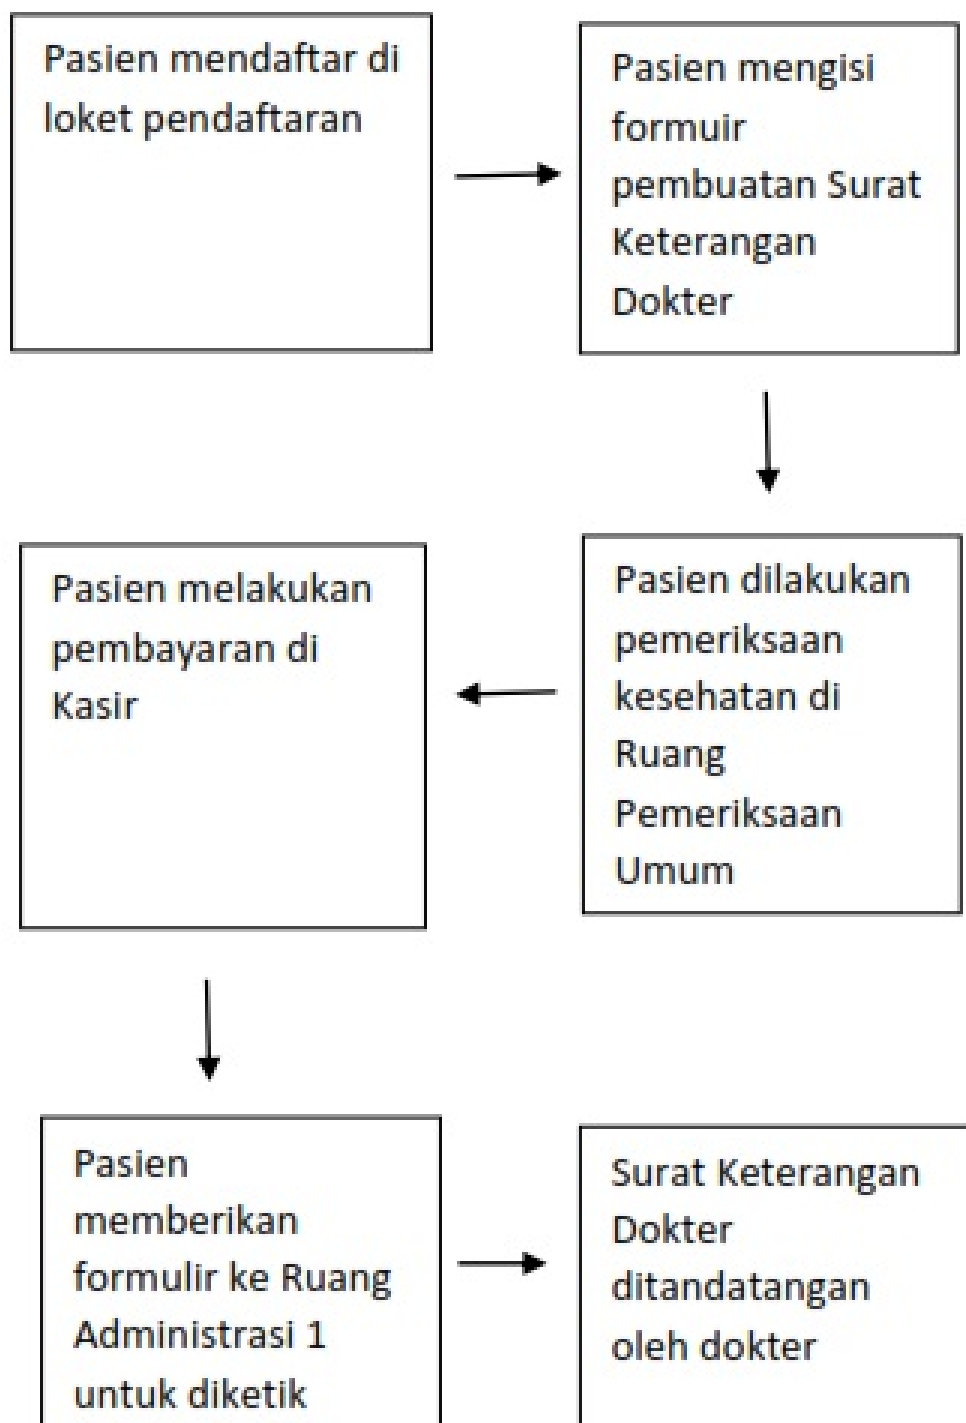 Pasien mendaftar di
loket pendaftaran
Pasien mengisi
formuir
pembuatan Surat
Keterangan
Dokter
Pasien dilakukan
pemeriksaan
kesehatan di
Ruang
Pemeriksaan
Umum
Pasien melakukan
pembayaran di
Kasir
Pasien
memberikan
formulir ke Ruang
Administrasi 1
untuk diketik
Surat Keterangan
Dokter
ditandatangan
oleh dokter